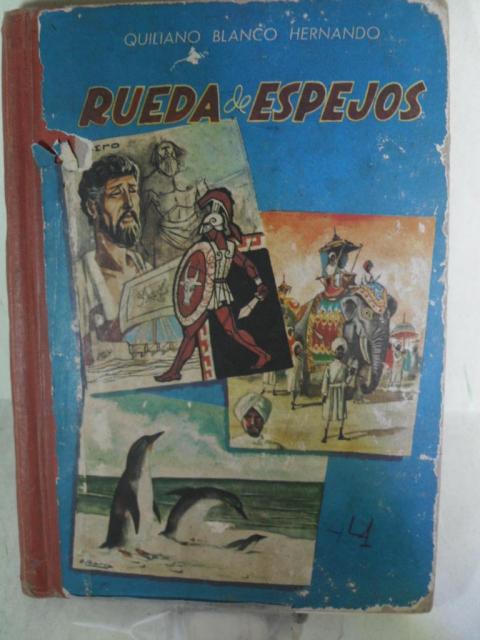 QUILIANO BLANCO HERNANDO
RUEDA de ESPEJOS
4